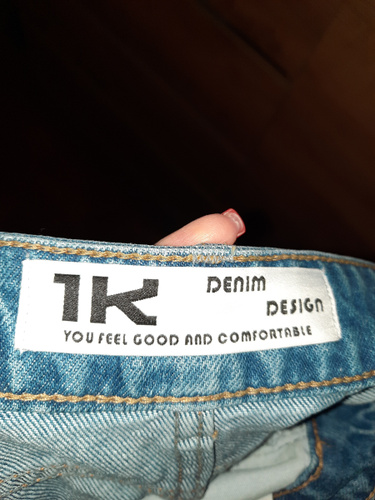 1K DENIM
DESIGN
YOU FEEL GOOD AND COMFORTABLE